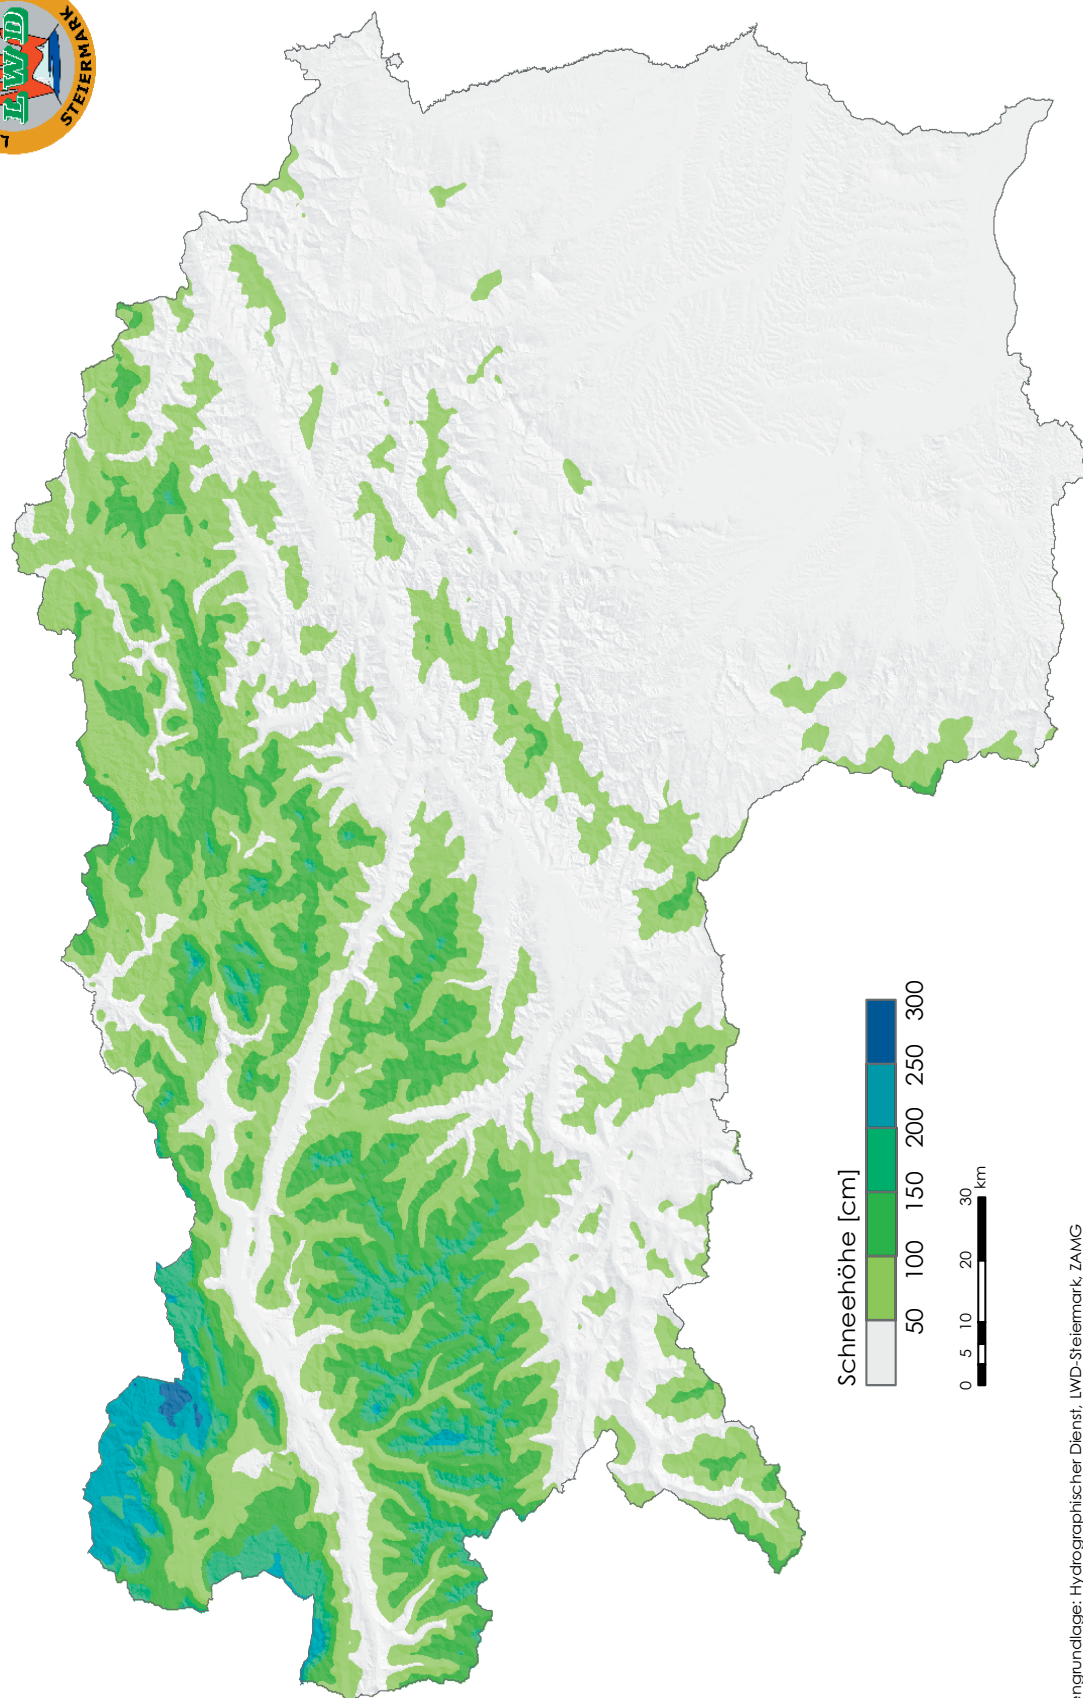 LWD
STEIERMARK
Schneehöhe [cm]
50 100 150 200 250 300
0 5 10 20 30 km
Hydrographischer Dienst, LWD-Steiermark, ZAMG